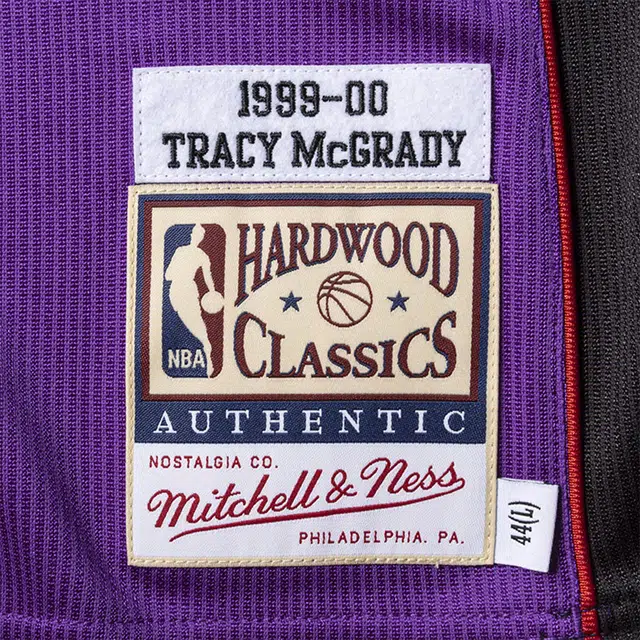 1999-00
TRACY McGRADY
HARDWOOD
CLASSICS
NBA
AUTHENTIC
NOSTALGIA CO.
Mitchell & Ness
PHILADELPHIA. PA.
44(L)